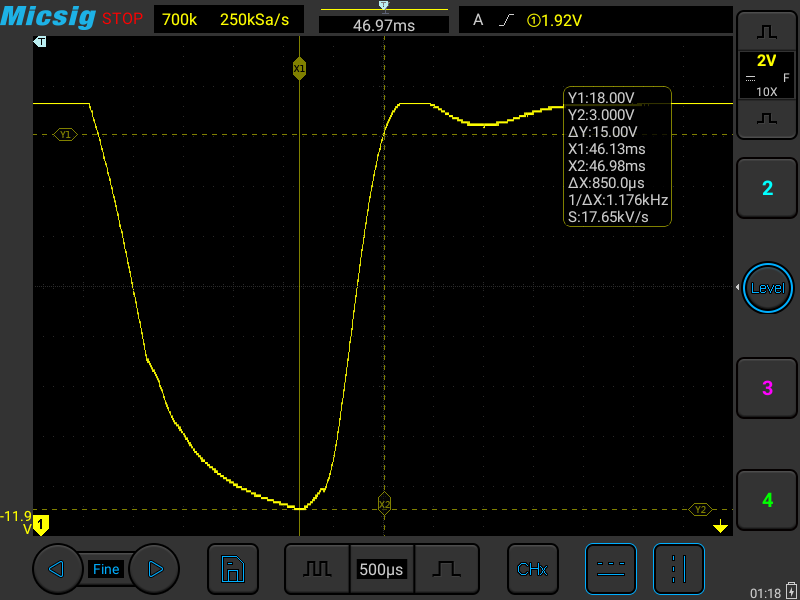 Micsig STOP 700k 250kSa/s T 46.97ms A 1.92V
T
X1
2V
F
10X
Y1:18.00V
Y2:3.000V
ΔY:15.00V
X1:46.13ms
X2:46.98ms
ΔX:850.0μs
1/ΔX:1.176kHz
S:17.65kV/s
Y1
2
Level
3
X2
Y2
-11.9
V
1
4
Fine
500μs
CHx
01:18